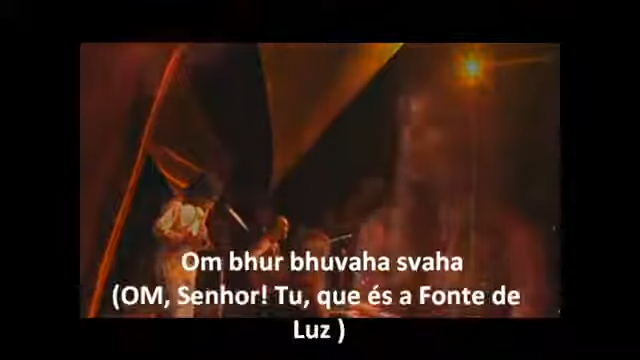 Om bhur bhuvaha svaha
(OM, Senhor! Tu, que és a Fonte de
Luz )